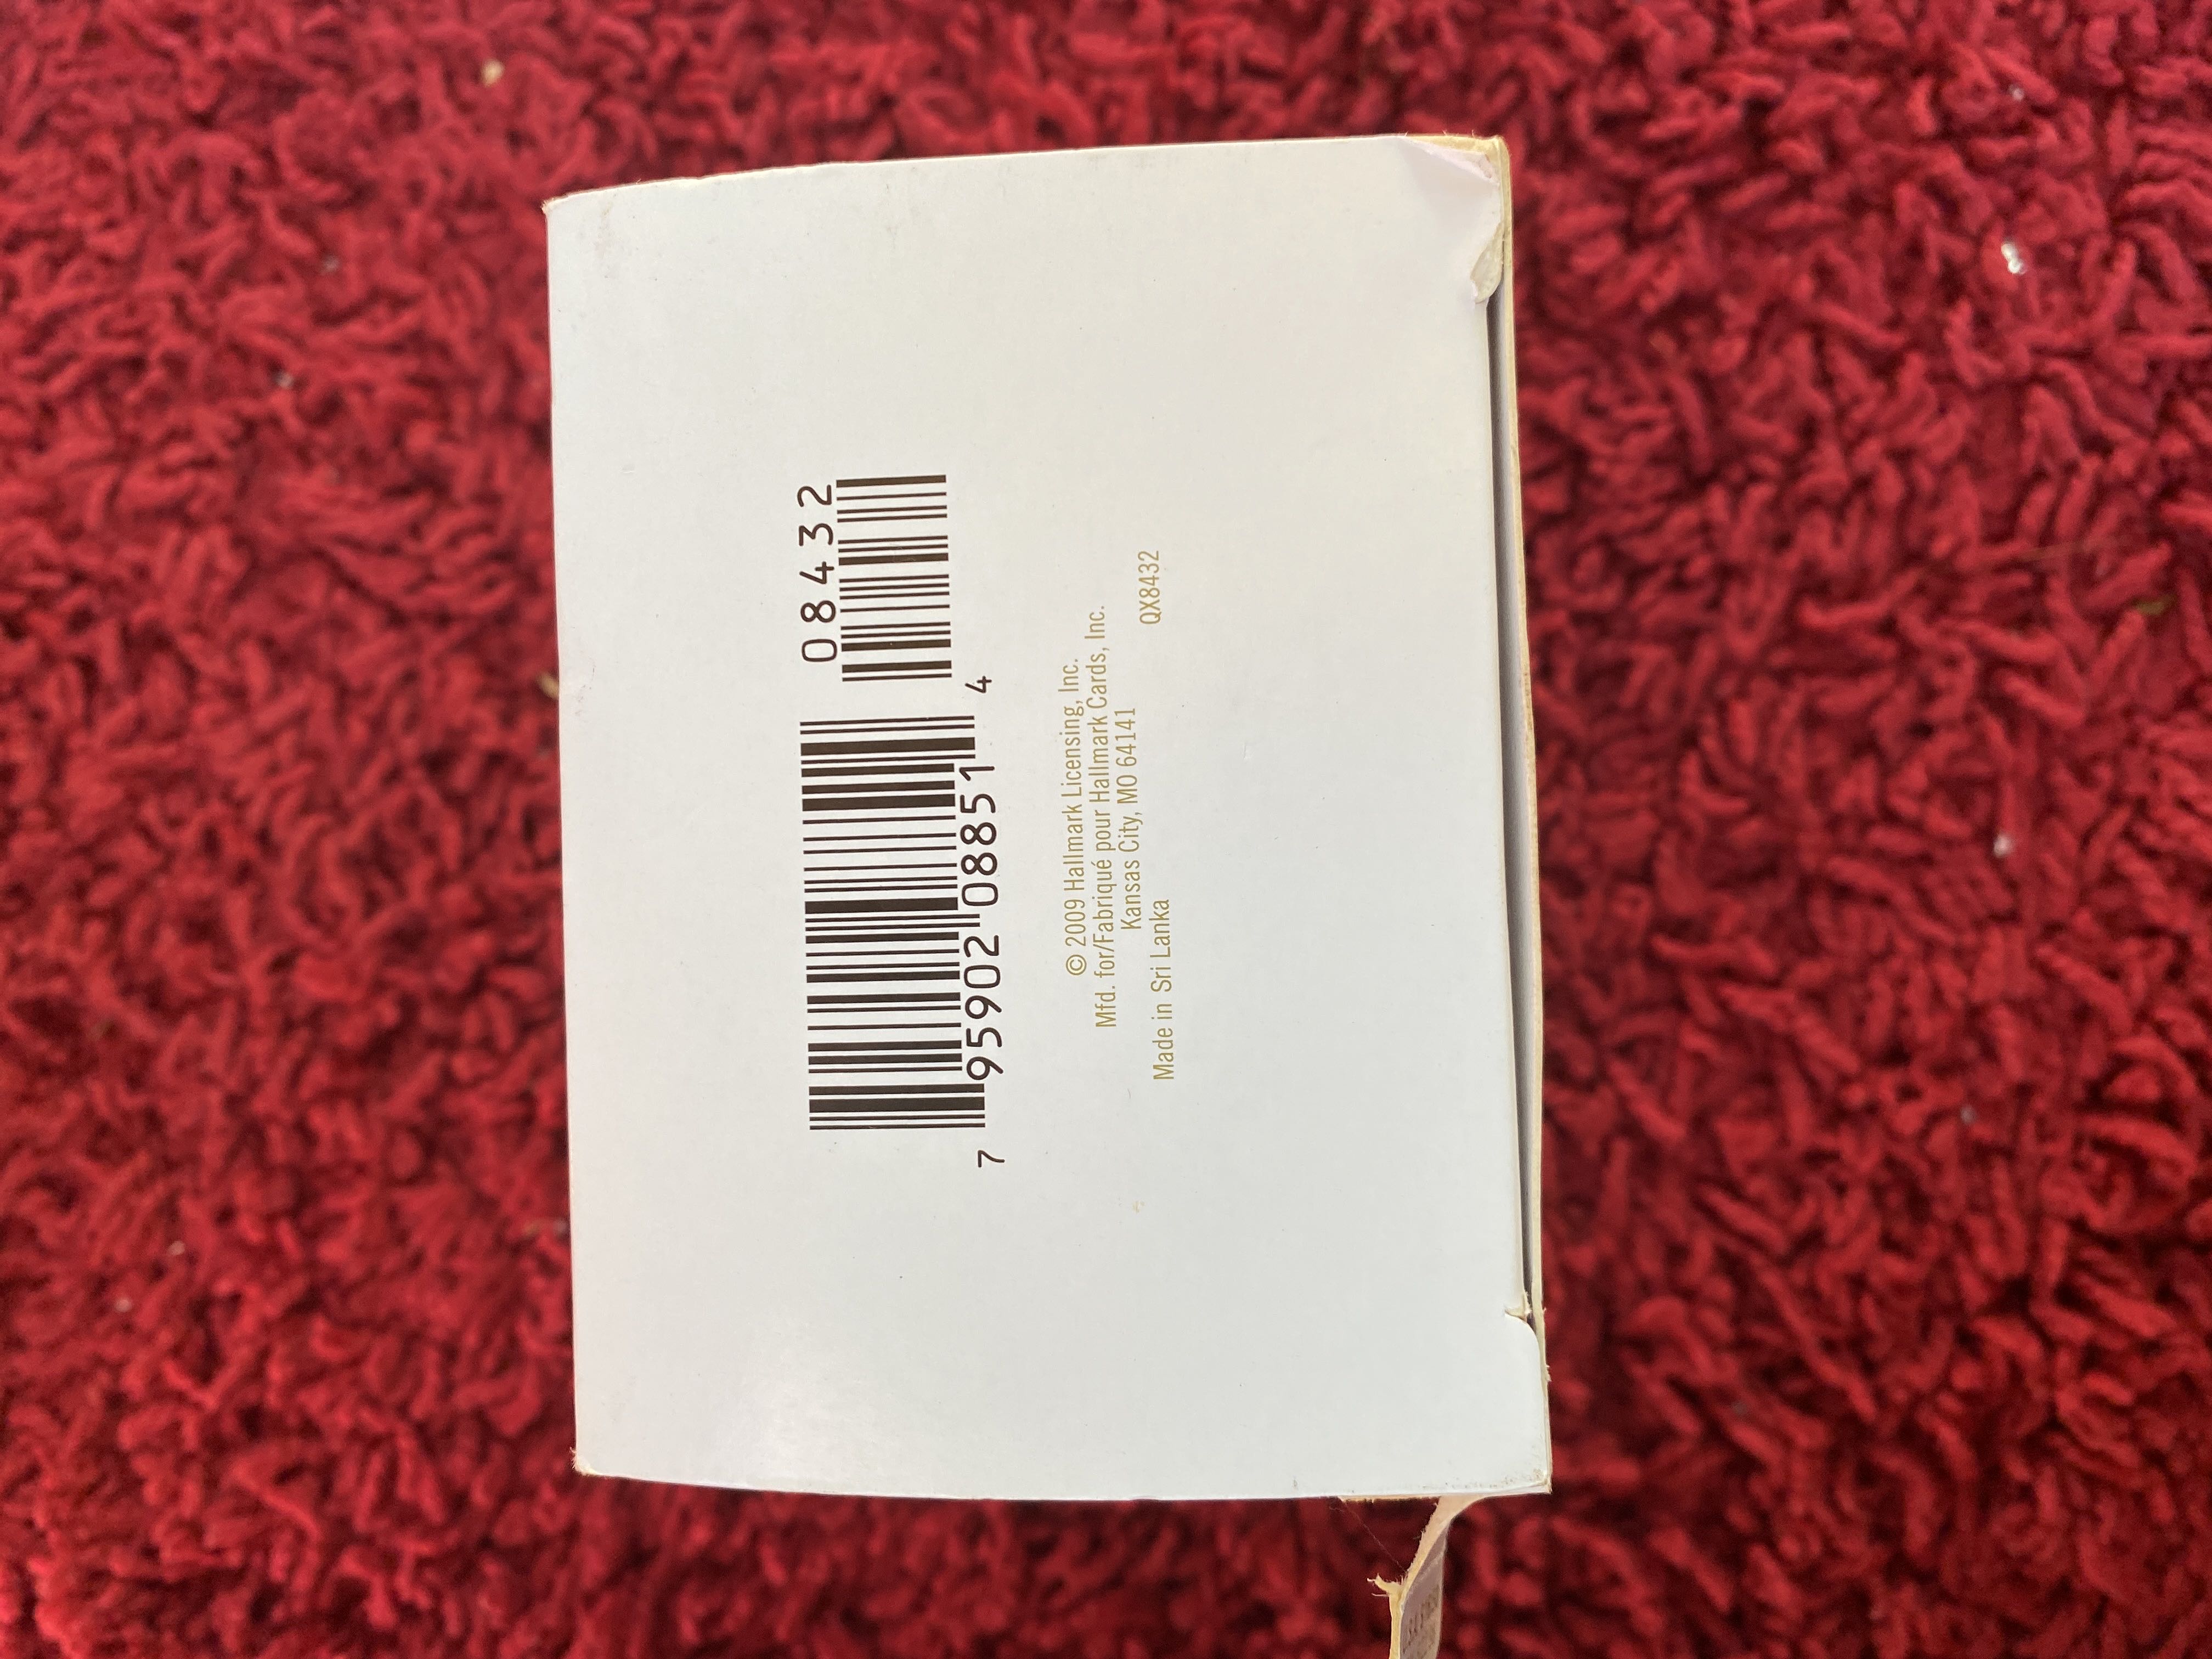 08432
7 95902 08851 4
© 2009 Hallmark Licensing, Inc.
Mfd. for/Fabriqué pour Hallmark Cards, Inc.
Kansas City, MO 64141
Made in Sri Lanka QX8432